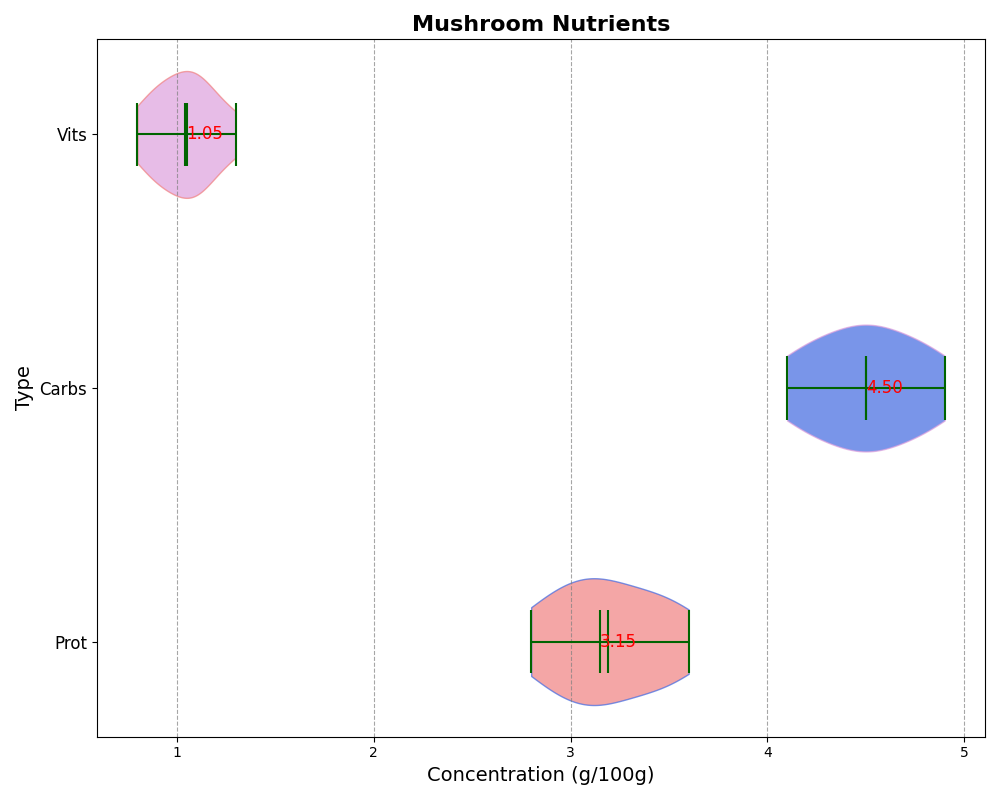 Mushroom Nutrients
Type
Vits
1.05
Carbs
4.50
Prot
3.15
1 2 3 4 5
Concentration (g/100g)